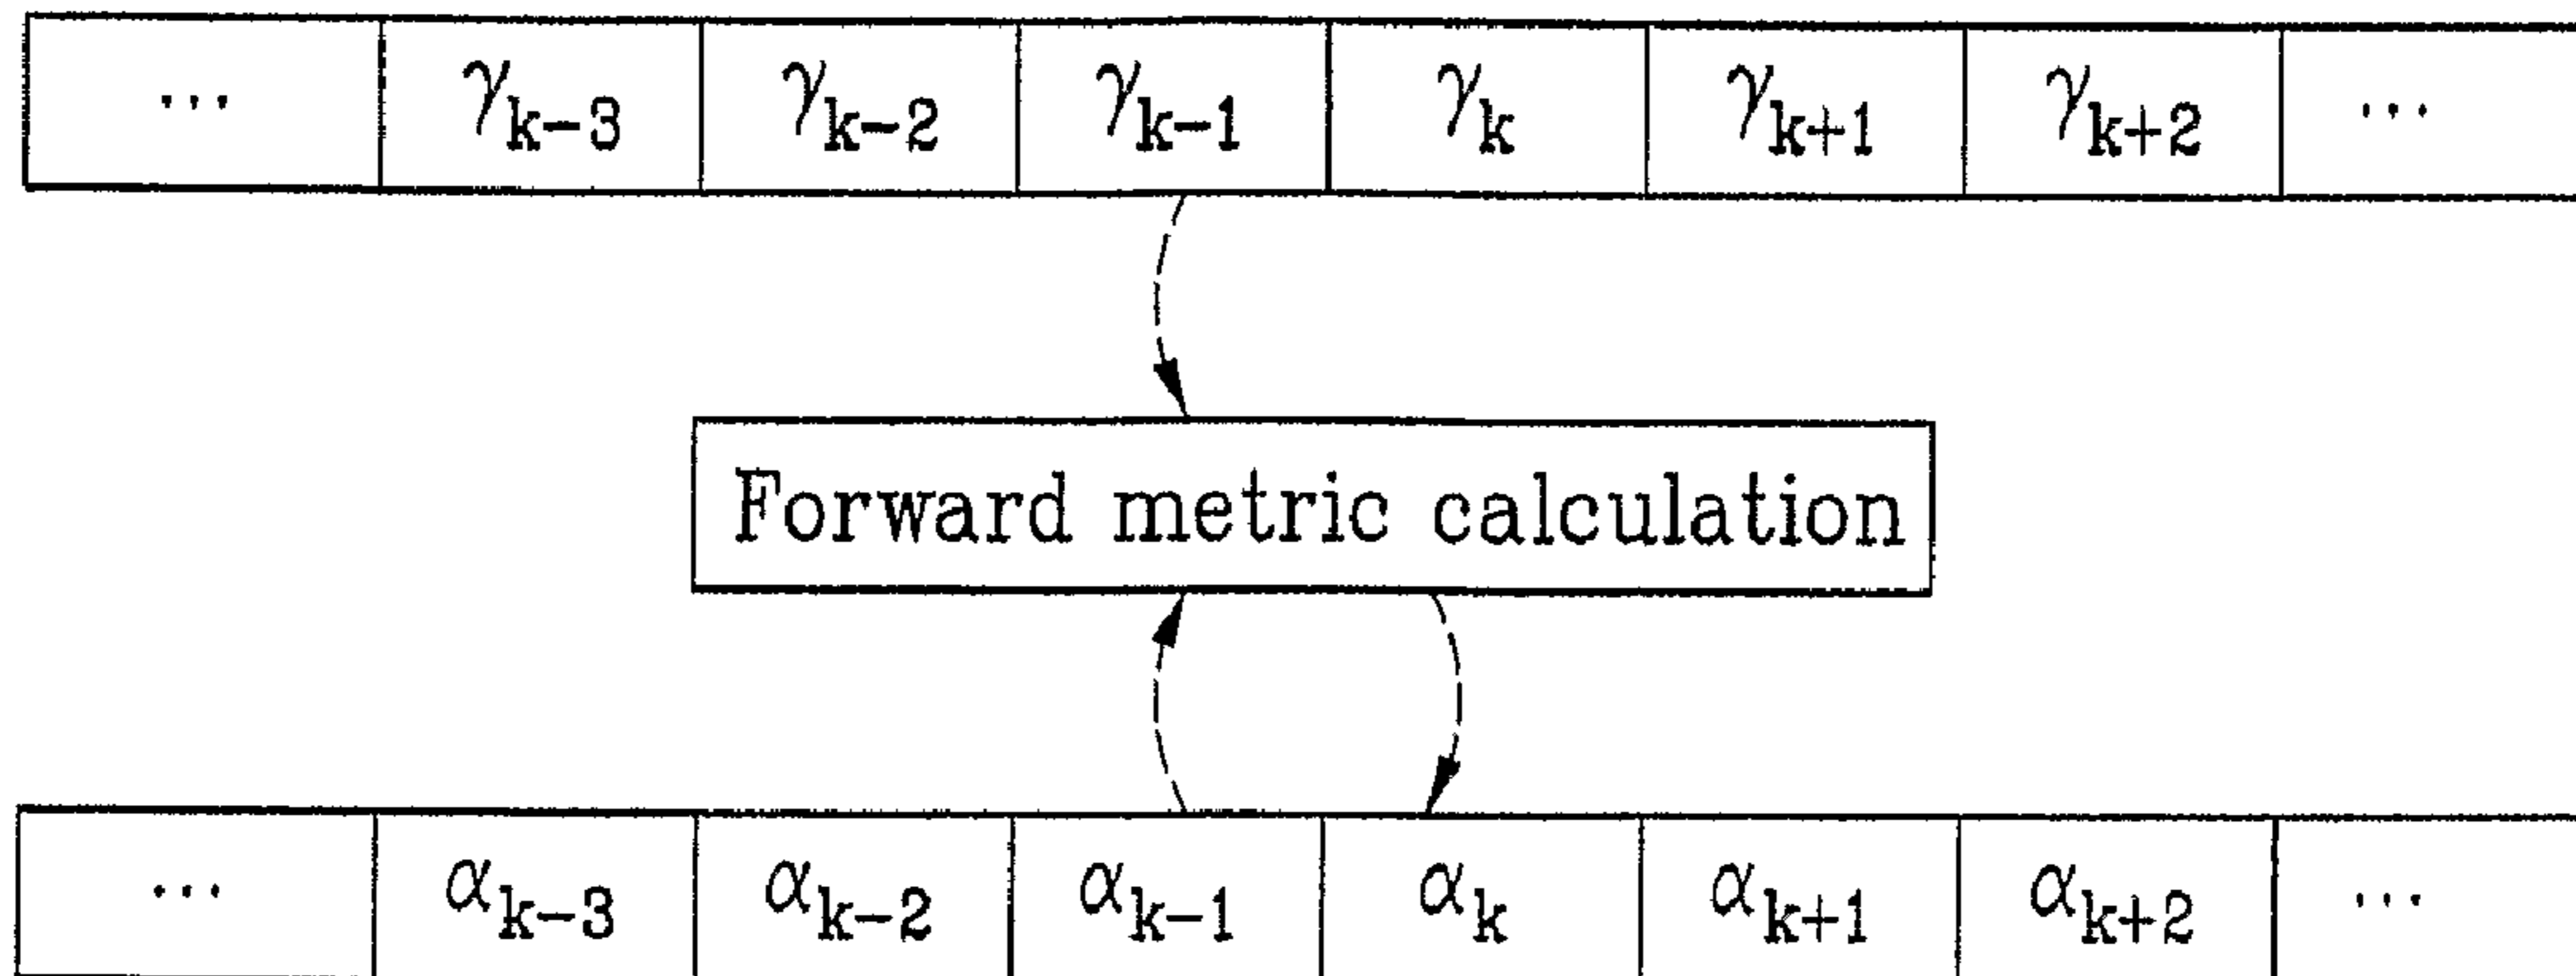 ··· γk−3 γk−2 γk−1 γk γk+1 γk+2 ···
Forward metric calculation
··· αk−3 αk−2 αk−1 αk αk+1 αk+2 ···